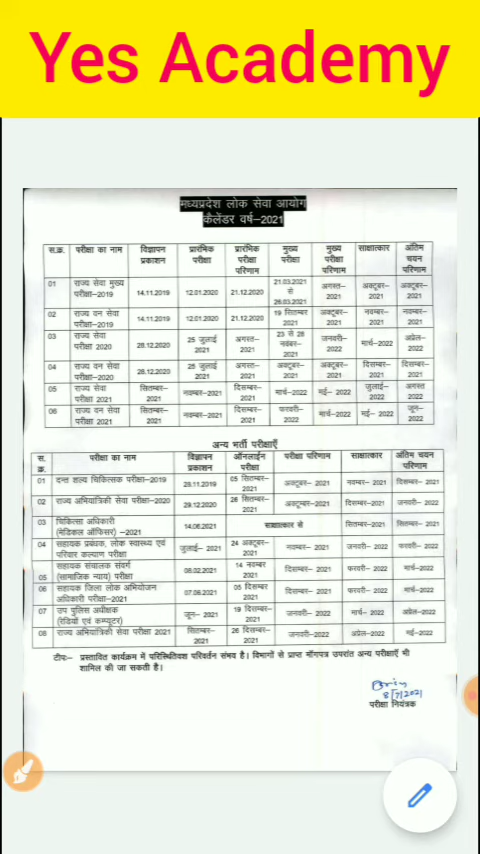 Yes Academy
मध्यप्रदेश लोक सेवा आयोग
कैलेंडर वर्ष–2021
स.क्र. परीक्षा का नाम विज्ञापन प्रकाशन प्रारंभिक परीक्षा प्रारंभिक परीक्षा परिणाम मुख्य परीक्षा मुख्य परीक्षा परिणाम साक्षात्कार अंतिम चयन परिणाम
01 राज्य सेवा मुख्य परीक्षा–2019 14.11.2019 12.01.2020 21.12.2020 21.03.2021 से 26.03.2021 अगस्त–2021 अक्टूबर–2021 अक्टूबर–2021
02 राज्य वन सेवा परीक्षा–2019 14.11.2019 12.01.2020 21.12.2020 19 सितम्बर 2021 अक्टूबर–2021 नवम्बर–2021 नवम्बर–2021
03 राज्य सेवा परीक्षा 2020 28.12.2020 25 जुलाई 2021 अगस्त–2021 23 से 28 नवंबर–2021 जनवरी–2022 मार्च–2022 अप्रेल–2022
04 राज्य वन सेवा परीक्षा–2020 28.12.2020 25 जुलाई 2021 अगस्त–2021 अक्टूबर–2021 अक्टूबर–2021 दिसम्बर–2021 दिसम्बर–2021
05 राज्य सेवा परीक्षा 2021 सितम्बर–2021 नवम्बर–2021 दिसम्बर–2021 मार्च–2022 मई– 2022 जुलाई–2022 अगस्त 2022
06 राज्य वन सेवा परीक्षा 2021 सितम्बर–2021 नवम्बर–2021 दिसम्बर–2021 फरवरी–2022 मार्च–2022 मई– 2022 जून–2022
अन्य भर्ती परीक्षाएँ
स.क्र. परीक्षा का नाम विज्ञापन प्रकाशन ऑनलाईन परीक्षा परीक्षा परिणाम साक्षात्कार अंतिम चयन परिणाम
01 दन्त शल्य चिकित्सक परीक्षा–2019 25.11.2019 05 सितम्बर–2021 अक्टूबर–2021 नवम्बर– 2021 दिसम्बर–2021
02 राज्य अभियांत्रिकी सेवा परीक्षा–2020 29.12.2020 26 सितम्बर–2021 अक्टूम्बर–2021 दिसम्बर–2021 जनवरी– 2022
03 चिकित्सा अधिकारी (मेडिकल ऑफिसर) –2021 14.06.2021 साक्षात्कार से सितम्बर–2021 सितम्बर– 2021
04 सहायक प्रबंधक, लोक स्वास्थ्य एवं परिवार कल्याण परीक्षा जुलाई– 2021 24 अक्टूबर–2021 नवम्बर– 2021 जनवरी– 2022 फरवरी– 2022
05 सहायक संचालक संवर्ग (सामाजिक न्याय) परीक्षा 08.02.2021 14 नवम्बर 2021 दिसम्बर– 2021 फरवरी– 2022 मार्च–2022
06 सहायक जिला लोक अभियोजन अधिकारी परीक्षा–2021 07.06.2021 05 दिसम्बर 2021 दिसम्बर– 2021 फरवरी– 2022 मार्च–2022
07 उप पुलिस अधीक्षक (रेडियो एवं कम्प्यूटर) जून– 2021 19 दिसम्बर–2021 जनवरी–2022 मार्च– 2022 अप्रेल–2022
08 राज्य अभियांत्रिकी सेवा परीक्षा 2021 सितम्बर–2021 26 दिसम्बर 2021 जनवरी–2022 अप्रेल–2022 मई–2022
टीप:– प्रस्तावित कार्यक्रम में परिस्थितिवश परिवर्तन संभव है। विभागों से प्राप्त माँगपत्र उपरांत अन्य परीक्षाएँ भी
शामिल की जा सकती है।
8/7/2021
परीक्षा नियंत्रक